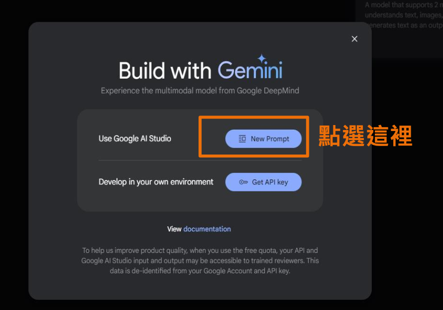 A model that supports 2 m
understands text, images,
generates text as an outpu
Build with Gemini
Experience the multimodal model from Google DeepMind
Use Google AI Studio
New Prompt
點選這裡
Develop in your own environment
Get API key
View documentation
To help us improve product quality, when you use the free quota, your API and
Google AI Studio input and output may be accessible to trained reviewers. This
data is de-identified from your Google Account and API key.